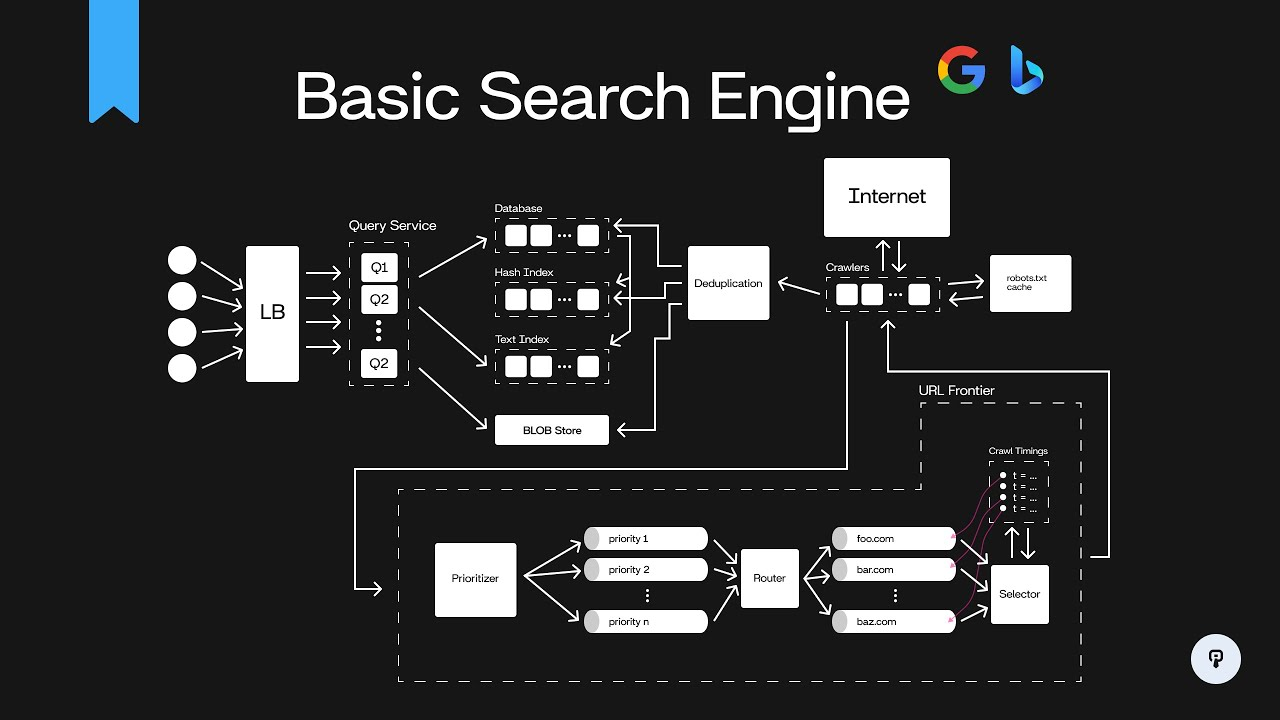 Basic Search Engine
Internet
Query Service
Database
Hash Index
Text Index
BLOB Store
LB
Q1
Q2
Q2
Deduplication
Crawlers
robots.txt
cache
URL Frontier
Crawl Timings
t = ...
t = ...
t = ...
t = ...
Prioritizer
priority 1
priority 2
priority n
Router
foo.com
bar.com
baz.com
Selector